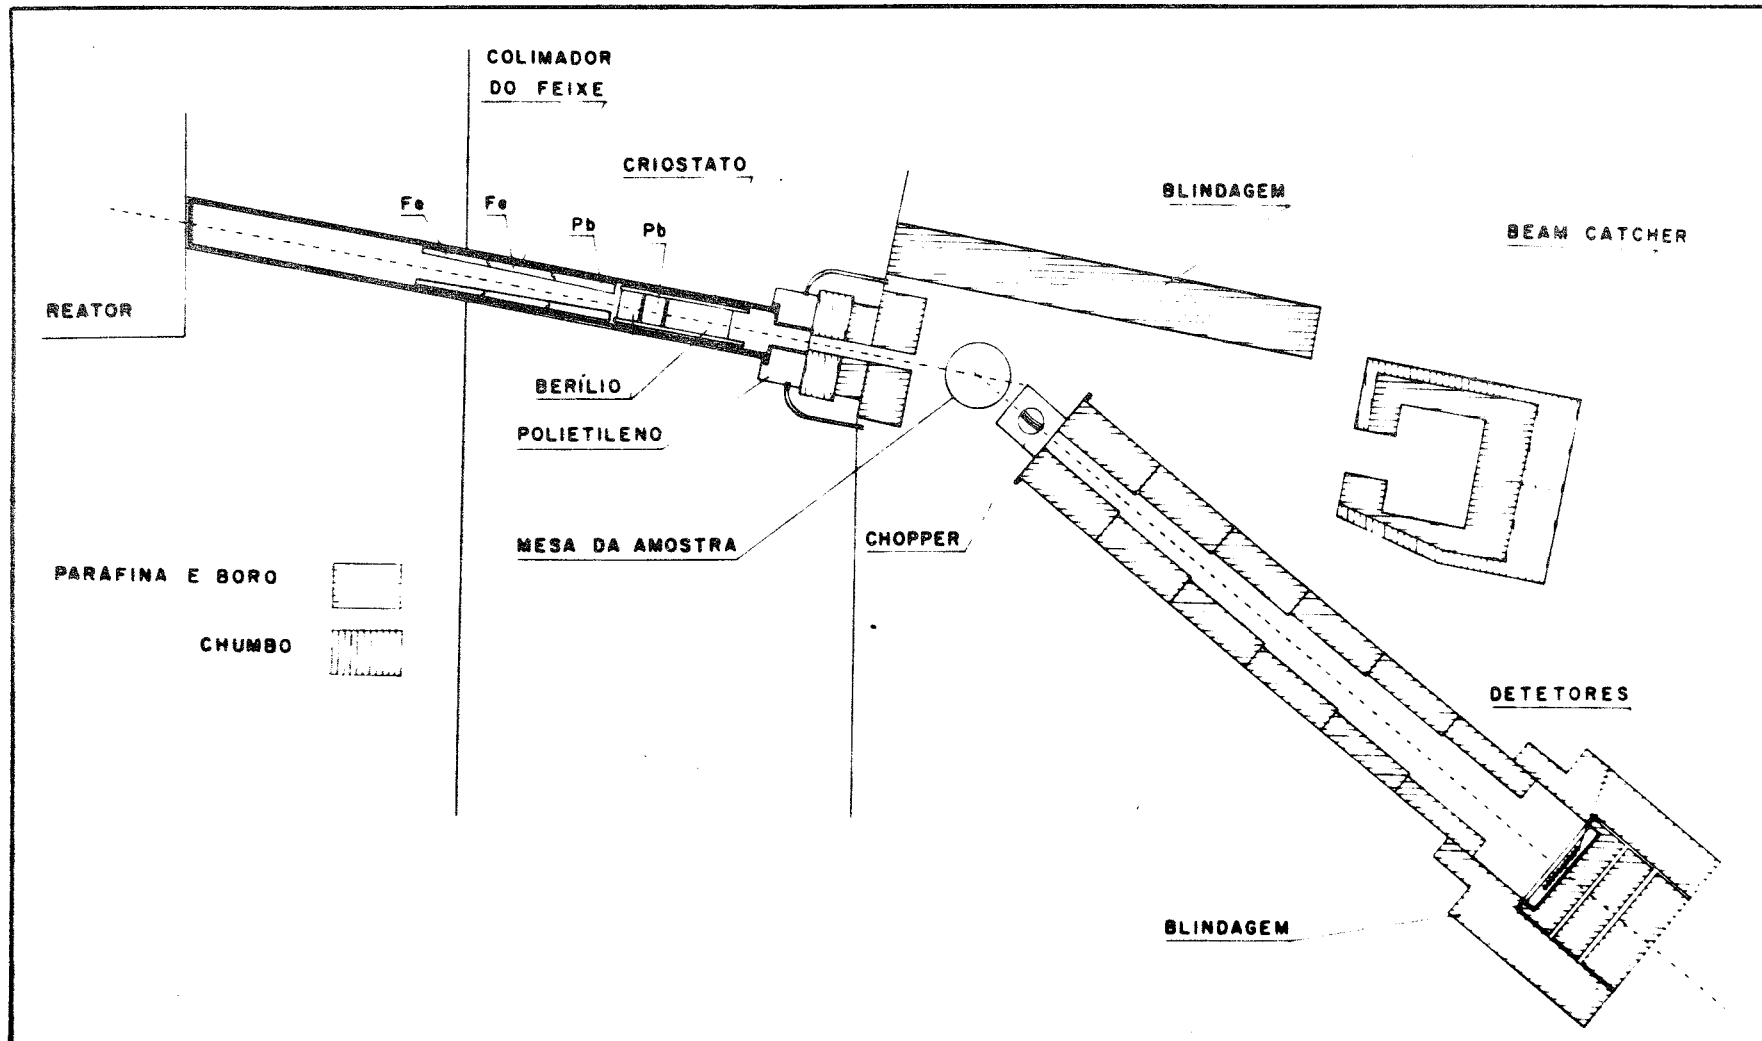 COLIMADOR
DO FEIXE
CRIOSTATO
BLINDAGEM
BEAM CATCHER
Fe
Fe
Pb
Pb
REATOR
BERÍLIO
POLIETILENO
MESA DA AMOSTRA
CHOPPER
PARAFINA E BORO
CHUMBO
DETETORES
BLINDAGEM